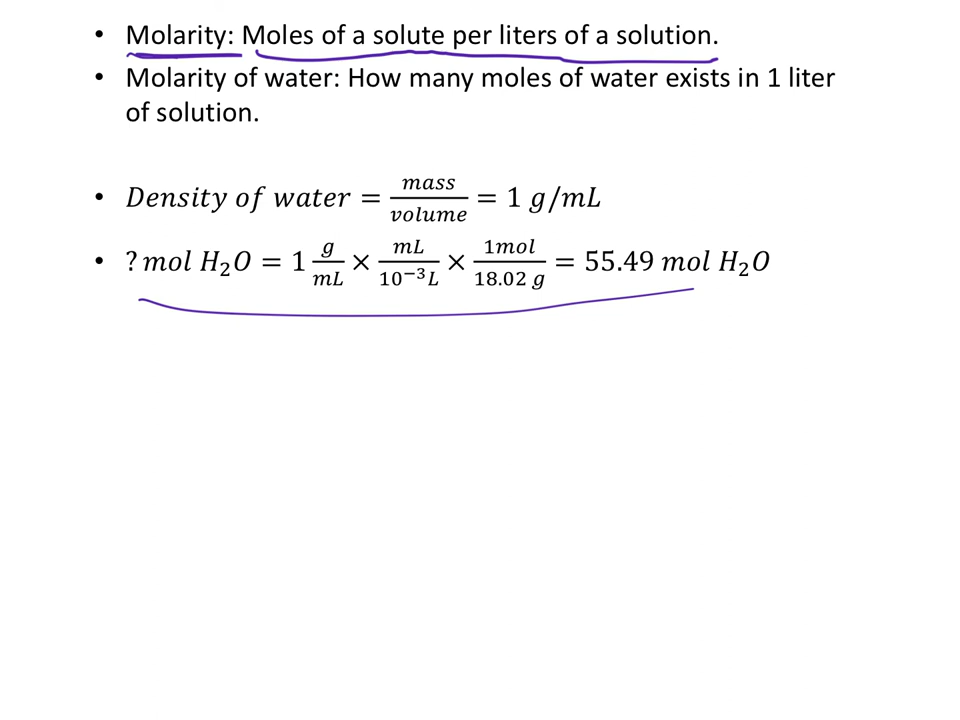 • Molarity: Moles of a solute per liters of a solution.
• Molarity of water: How many moles of water exists in 1 liter
of solution.
• Density of water = mass/volume = 1 g/mL
• ? mol H₂O = 1 g/mL × mL/10⁻³L × 1mol/18.02 g = 55.49 mol H₂O